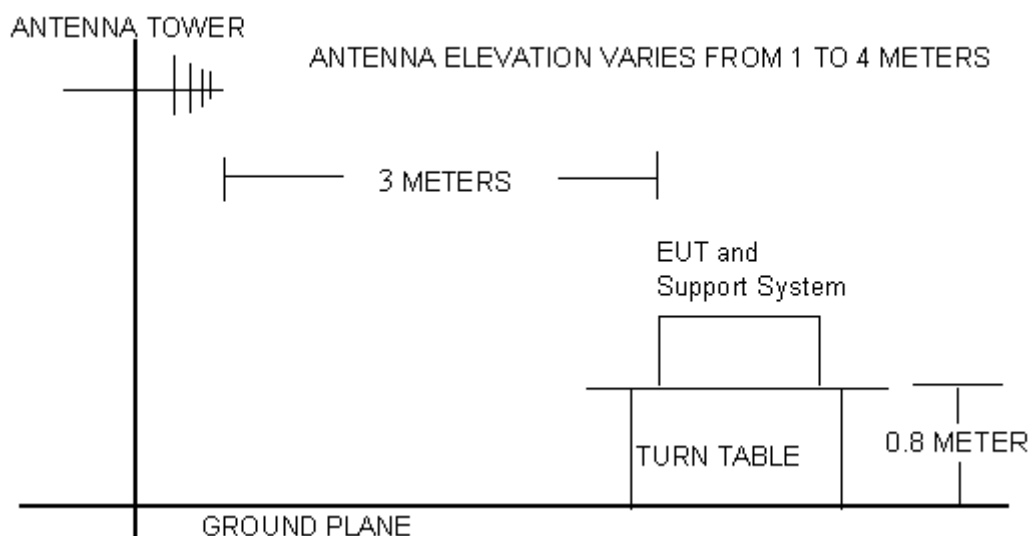 ANTENNA TOWER
ANTENNA ELEVATION VARIES FROM 1 TO 4 METERS
3 METERS
EUT and
Support System
TURN TABLE
0.8 METER
GROUND PLANE